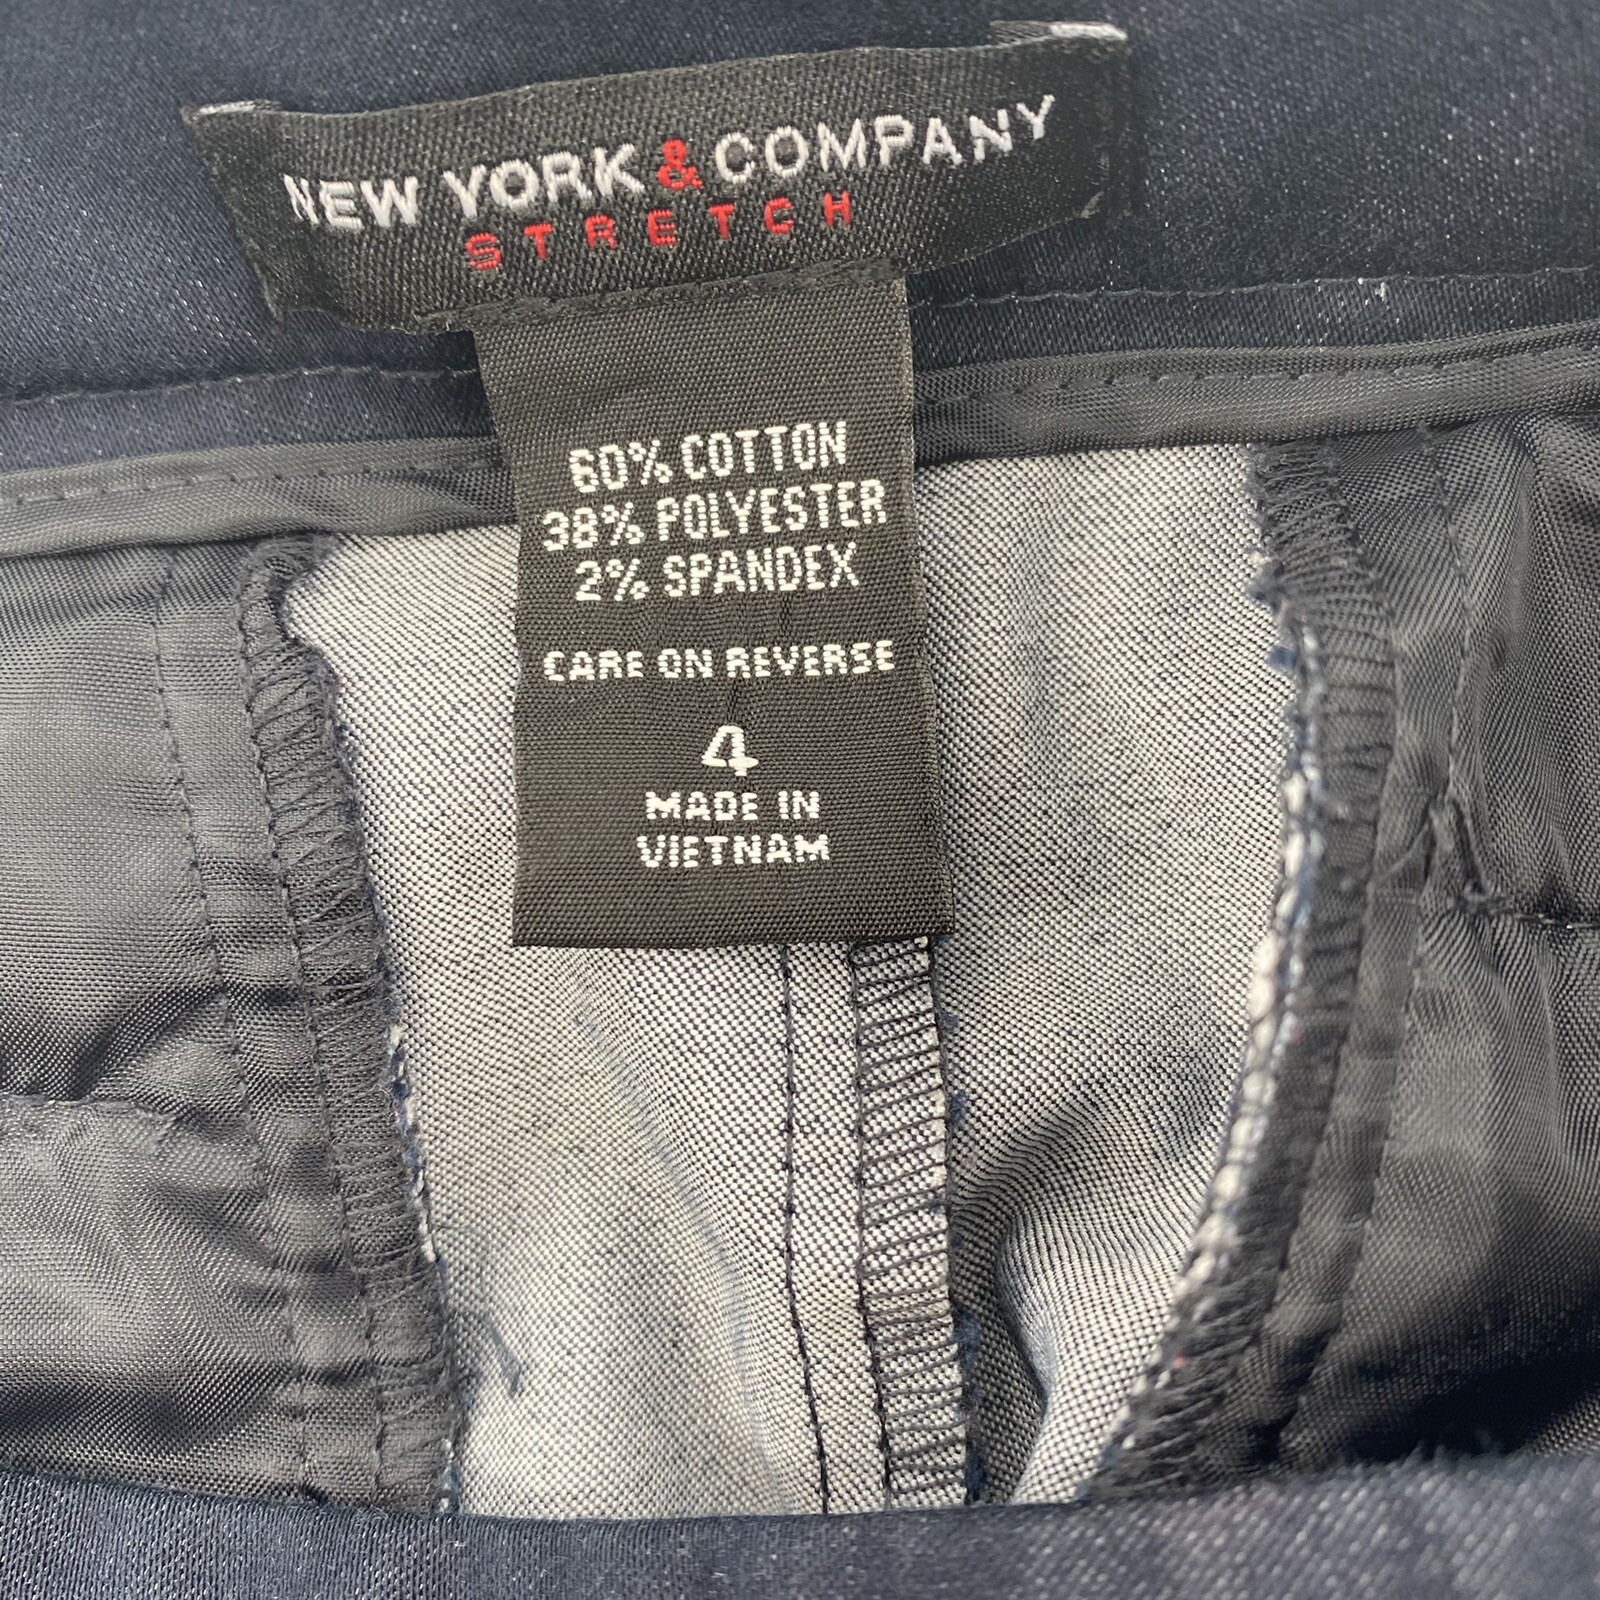 NEW YORK & COMPANY
STRETCH
60% COTTON
38% POLYESTER
2% SPANDEX
CARE ON REVERSE
4
MADE IN
VIETNAM